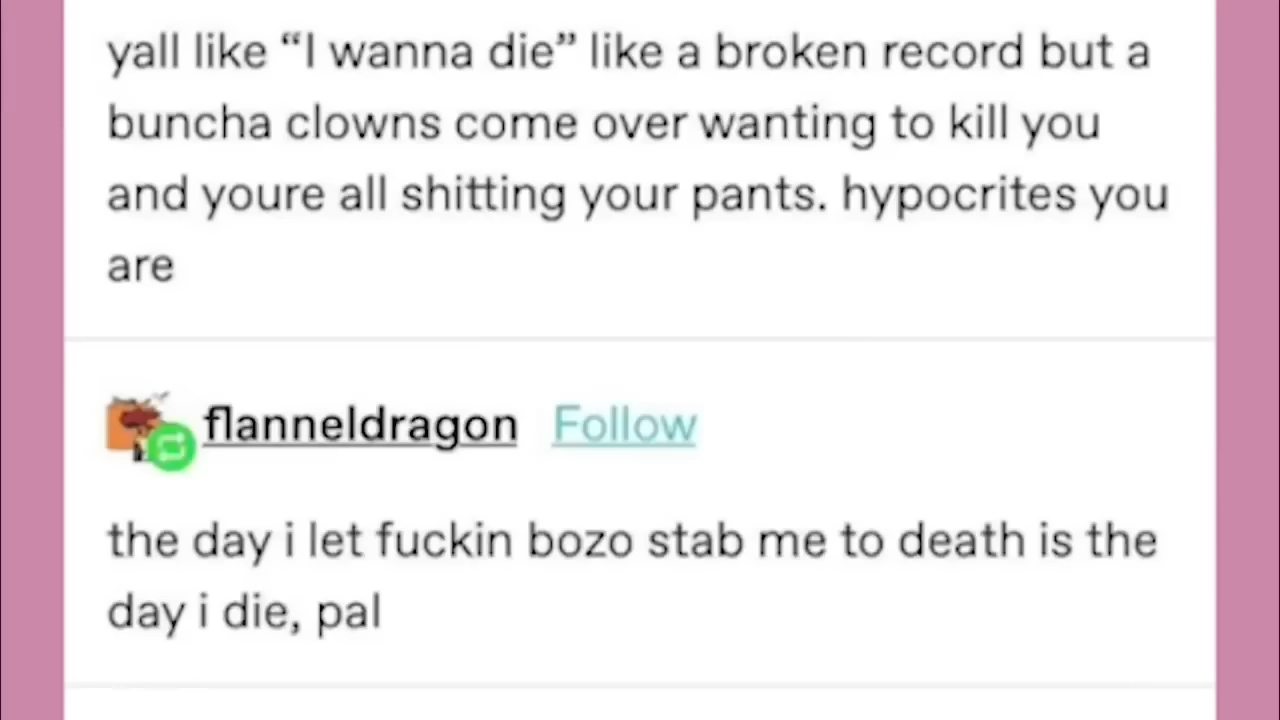 yall like “I wanna die” like a broken record but a
buncha clowns come over wanting to kill you
and youre all shitting your pants. hypocrites you
are
flanneldragon Follow
the day i let fuckin bozo stab me to death is the
day i die, pal